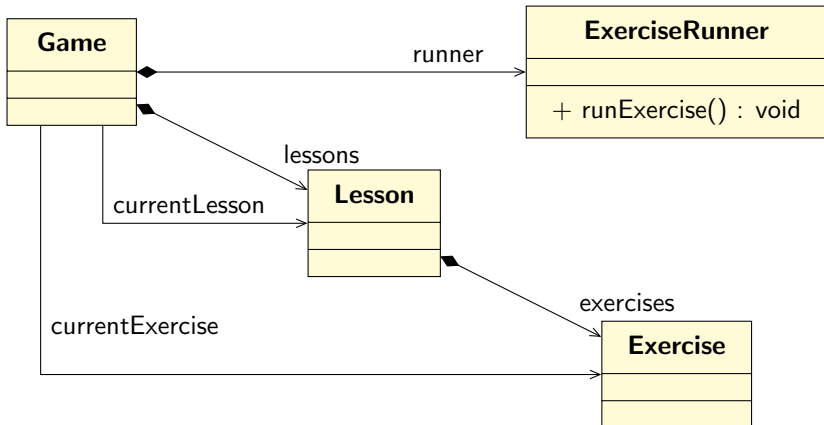 Game
ExerciseRunner
runner
+ runExercise() : void
lessons
Lesson
currentLesson
exercises
currentExercise
Exercise